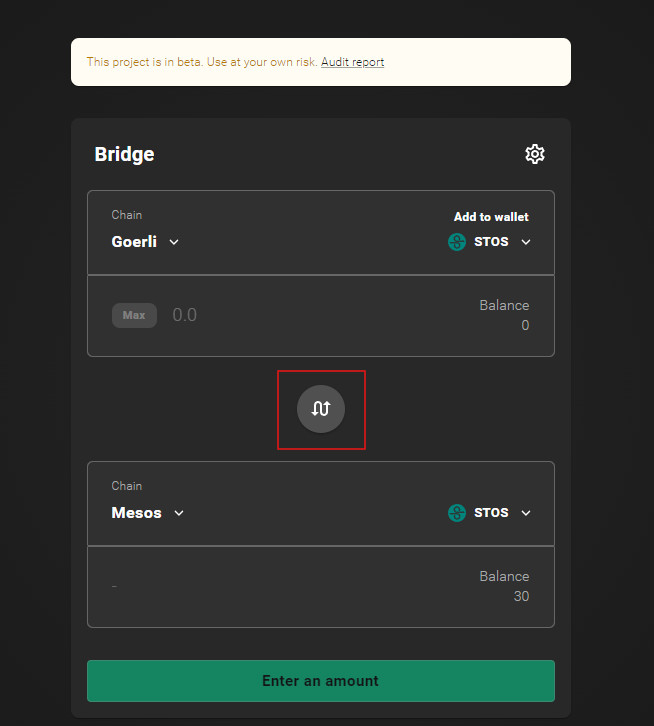 This project is in beta. Use at your own risk. Audit report
Bridge
Chain
Add to wallet
Goerli
STOS
Max
0.0
Balance
0
Chain
Mesos
STOS
-
Balance
30
Enter an amount